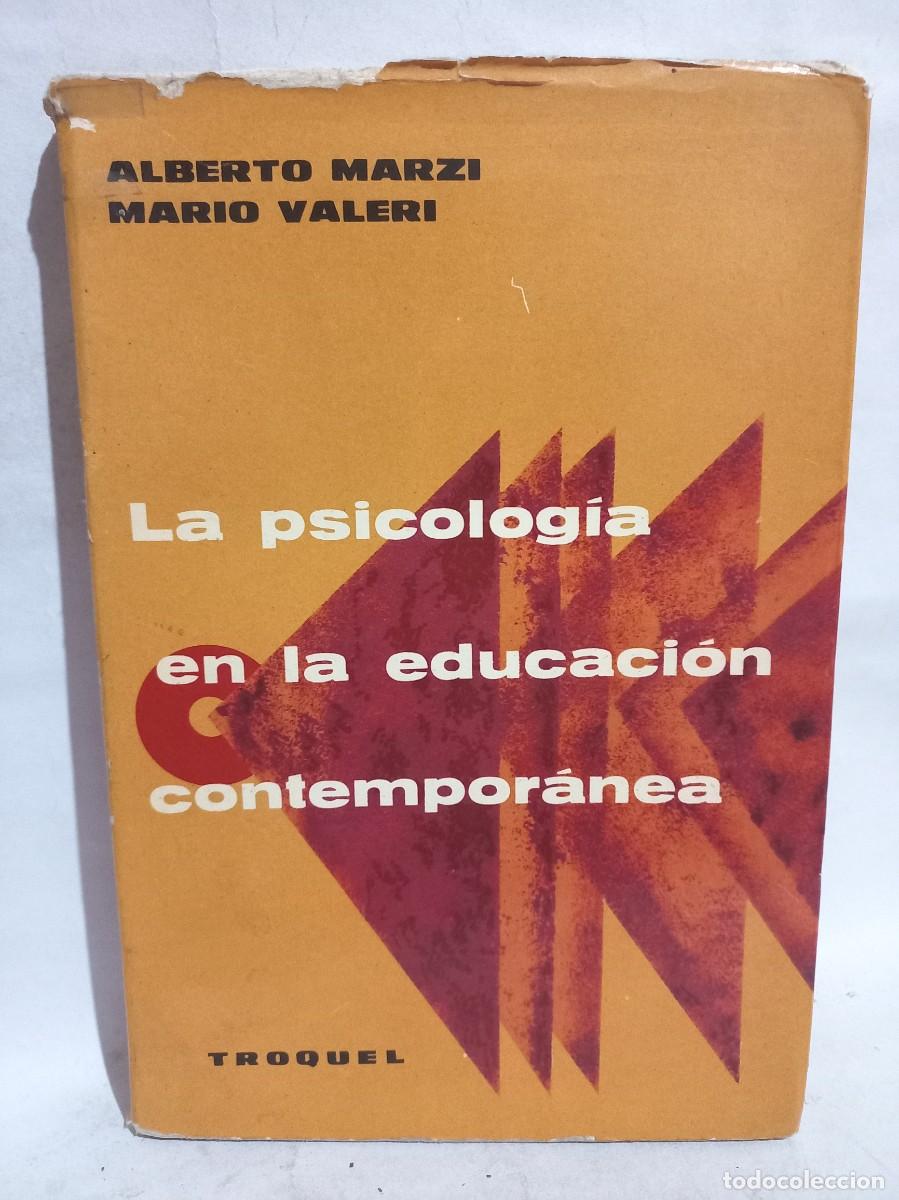 ALBERTO MARZI
MARIO VALERI
La psicología
en la educación
contemporánea
TROQUEL
todocoleccion